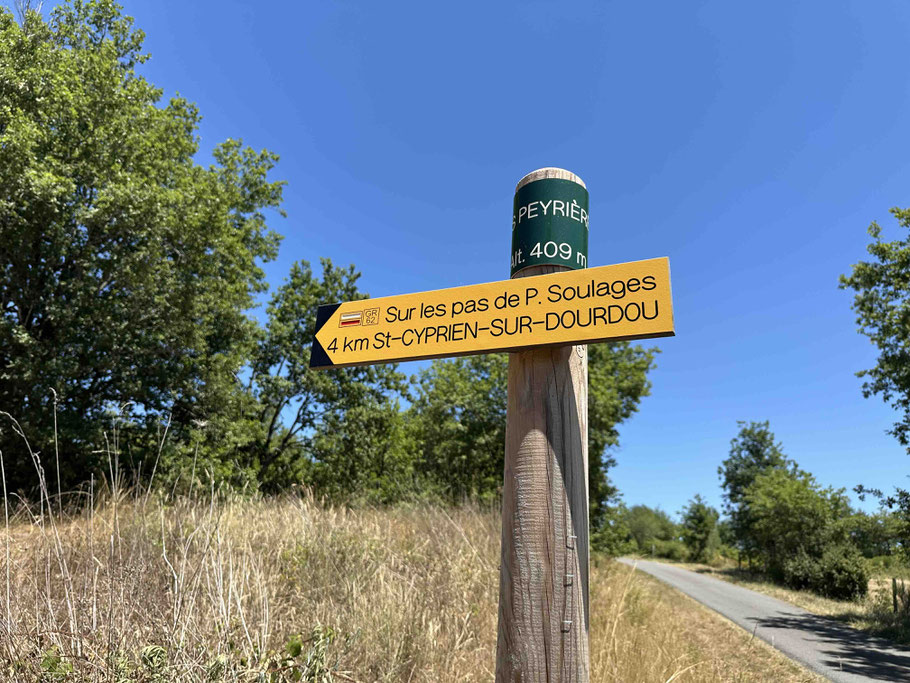 PEYRIÈR
Alt. 409 m
GR 62 Sur les pas de P. Soulages
4 km St-CYPRIEN-SUR-DOURDOU